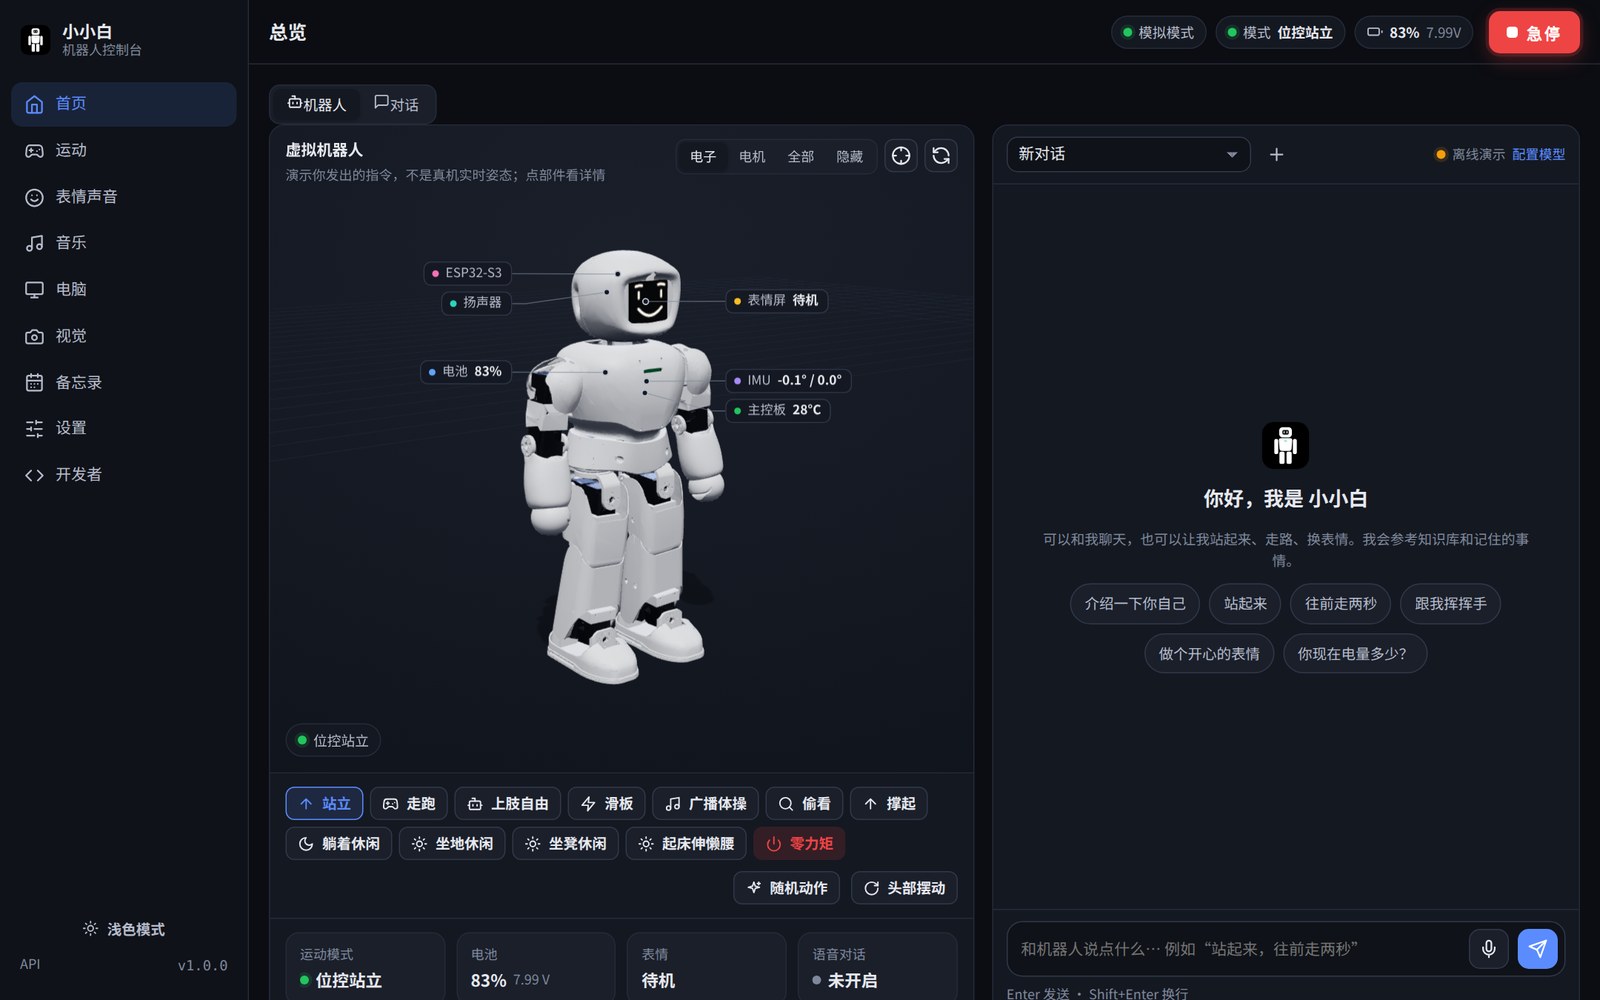 小小白
机器人控制台
首页
运动
表情声音
音乐
电脑
视觉
备忘录
设置
开发者
浅色模式
API v1.0.0
总览
模拟模式
模式 位控站立
83% 7.99V
急停
机器人
对话
虚拟机器人
演示你发出的指令，不是真机实时姿态；点部件看详情
电子 电机 全部 隐藏
ESP32-S3
扬声器
表情屏 待机
电池 83%
IMU -0.1° / 0.0°
主控板 28°C
位控站立
站立 走跑 上肢自由 滑板 广播体操 偷看 撑起
躺着休闲 坐地休闲 坐凳休闲 起床伸懒腰 零力矩
随机动作 头部摆动
运动模式
位控站立
电池
83% 7.99 V
表情
待机
语音对话
未开启
新对话
离线演示 配置模型
你好，我是 小小白
可以和我聊天，也可以让我站起来、走路、换表情。我会参考知识库和记住的事
情。
介绍一下你自己 站起来 往前走两秒 跟我挥挥手
做个开心的表情 你现在电量多少？
和机器人说点什么… 例如“站起来，往前走两秒”
Enter 发送 · Shift+Enter 换行